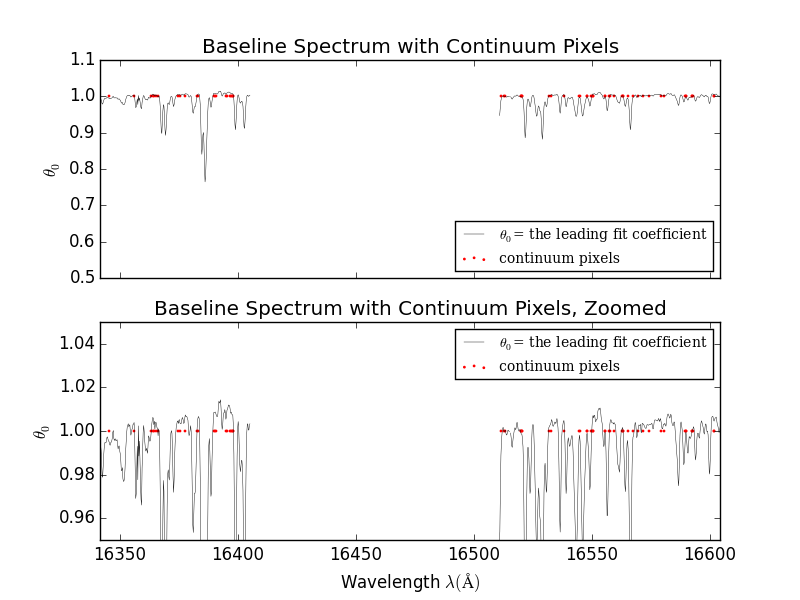 Baseline Spectrum with Continuum Pixels
1.1
1.0
0.9
0.8
0.7
0.6
0.5
θ₀
θ₀ = the leading fit coefficient
continuum pixels
Baseline Spectrum with Continuum Pixels, Zoomed
1.04
1.02
1.00
0.98
0.96
θ₀
θ₀ = the leading fit coefficient
continuum pixels
16350 16400 16450 16500 16550 16600
Wavelength λ(Å)